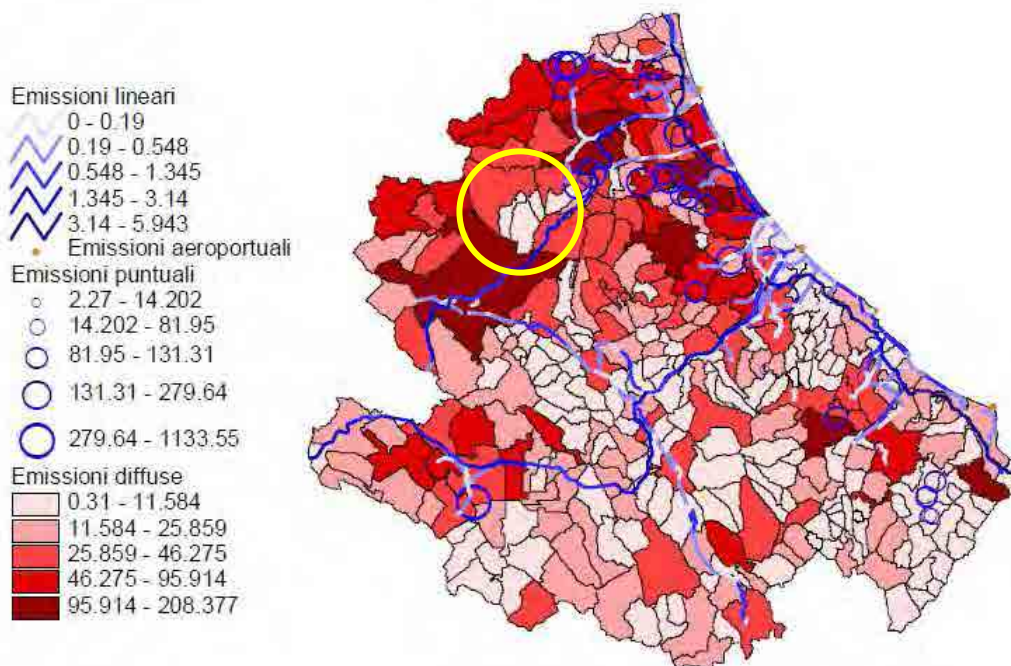 Emissioni lineari
0 - 0.19
0.19 - 0.548
0.548 - 1.345
1.345 - 3.14
3.14 - 5.943
Emissioni aeroportuali
Emissioni puntuali
2.27 - 14.202
14.202 - 81.95
81.95 - 131.31
131.31 - 279.64
279.64 - 1133.55
Emissioni diffuse
0.31 - 11.584
11.584 - 25.859
25.859 - 46.275
46.275 - 95.914
95.914 - 208.377